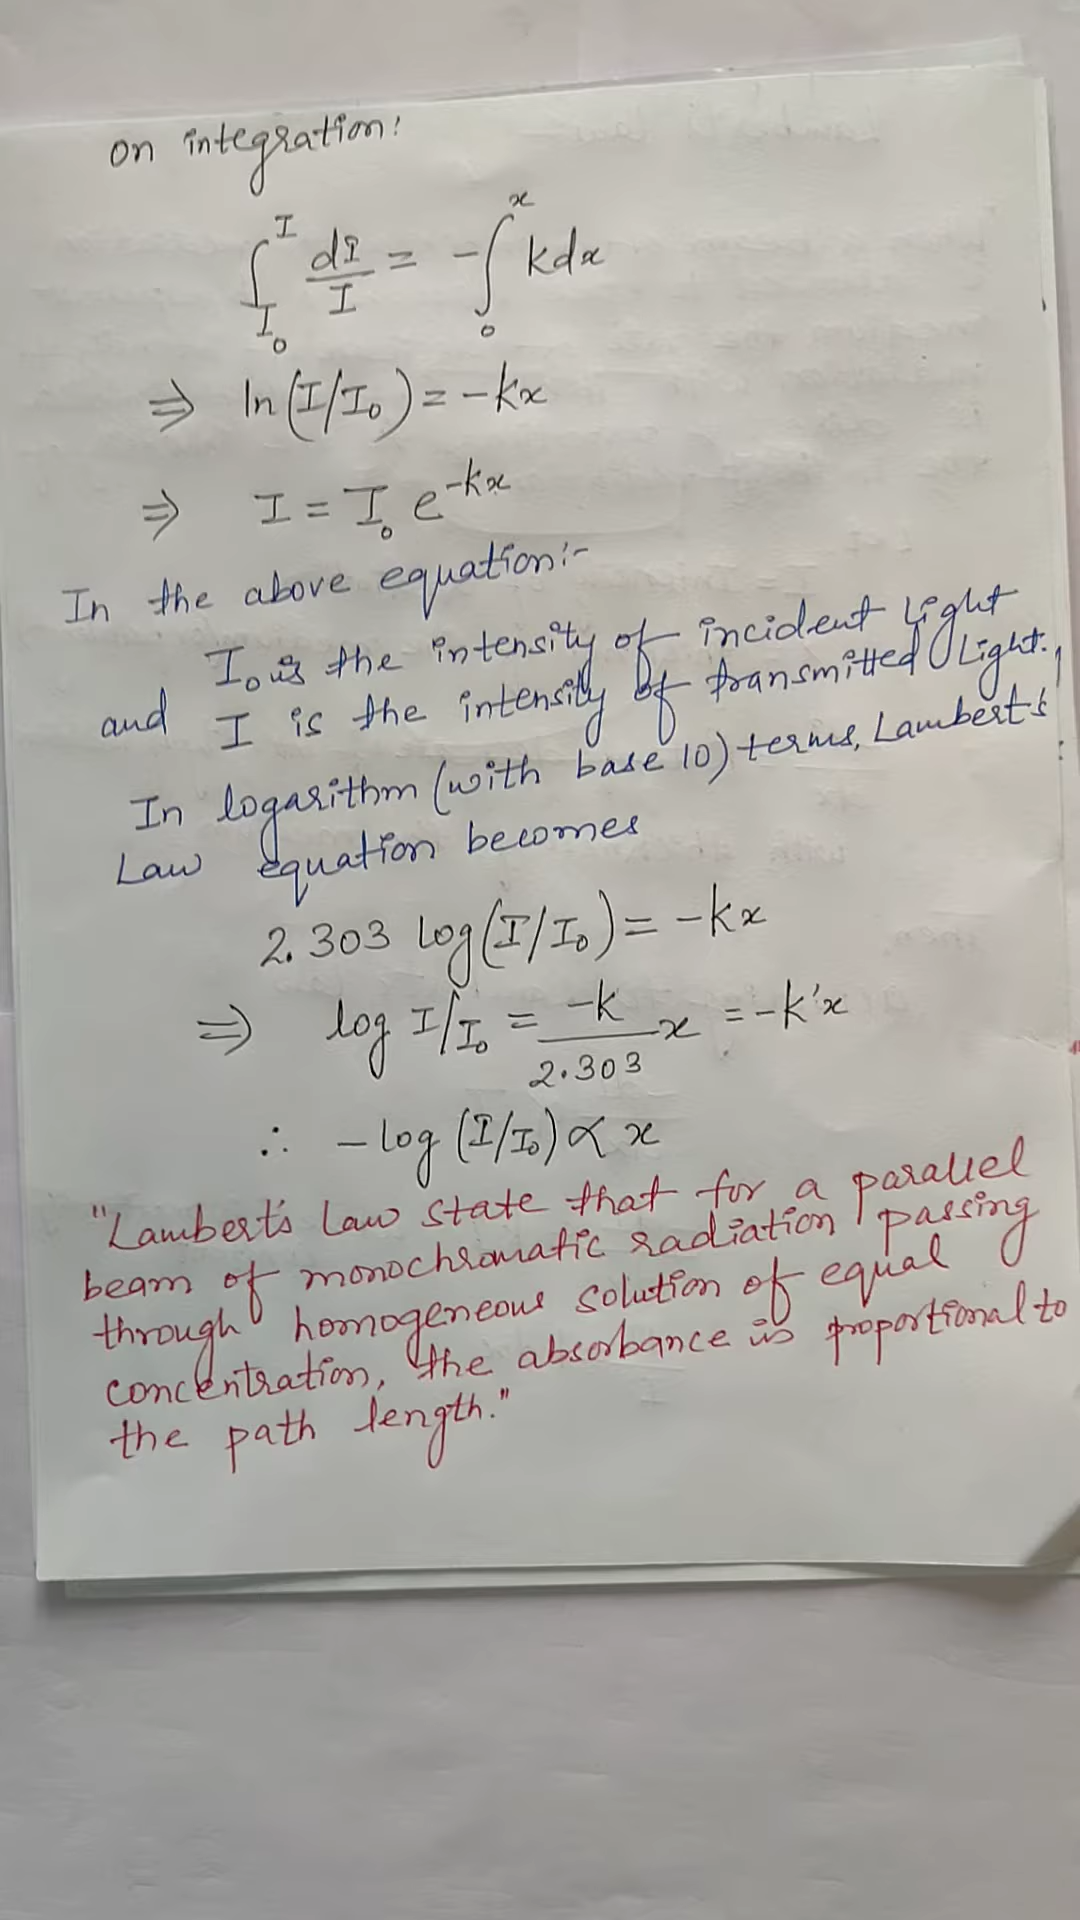 on integration:
∫_{I₀}^{I} dI/I = -∫_{0}^{x} kdx
⇒ ln(I/I₀) = -kx
⇒ I = I₀ e^{-kx}
In the above equation:-
I₀ is the intensity of incident Light
and I is the intensity of transmitted Light.
In logarithm (with base 10) terms, Lambert's
Law equation becomes
2.303 log(I/I₀) = -kx
⇒ log I/I₀ = -k/2.303 x = -k'x
∴ -log (I/I₀) ∝ x
"Lambert's Law state that for a parallel
beam of monochromatic radiation passing
through homogeneous solution of equal
concentration, the absorbance is proportional to
the path length."